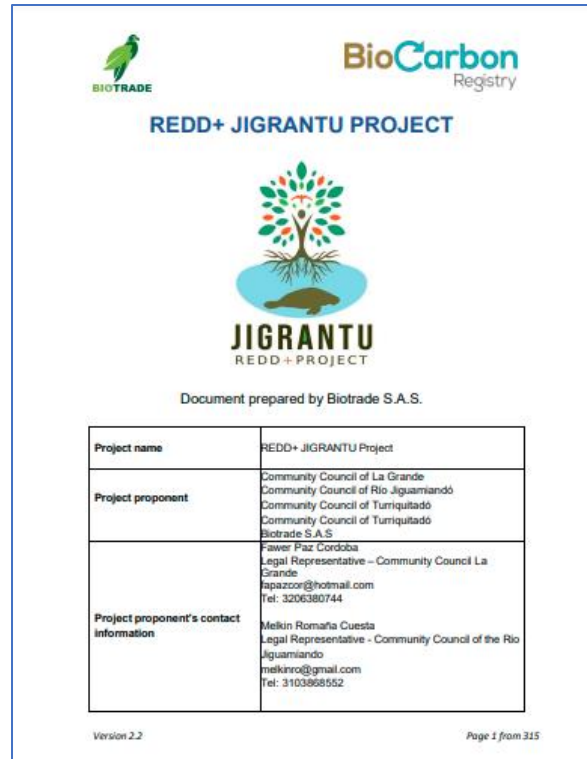 BIOTRADE
BioCarbon
Registry
REDD+ JIGRANTU PROJECT
JIGRANTU
REDD+PROJECT
Document prepared by Biotrade S.A.S.
Project name
REDD+ JIGRANTU Project
Project proponent
Community Council of La Grande
Community Council of Río Jiguamiandó
Community Council of Turriquitadó
Community Council of Turriquitadó
Biotrade S.A.S
Project proponent's contact
information
Fawer Paz Cordoba
Legal Representative – Community Council La
Grande
fapazcor@hotmail.com
Tel: 3206380744
Melkin Romaña Cuesta
Legal Representative - Community Council of the Rio
Jiguamiando
melkinro@gmail.com
Tel: 3103868552
Version 2.2
Page 1 from 315